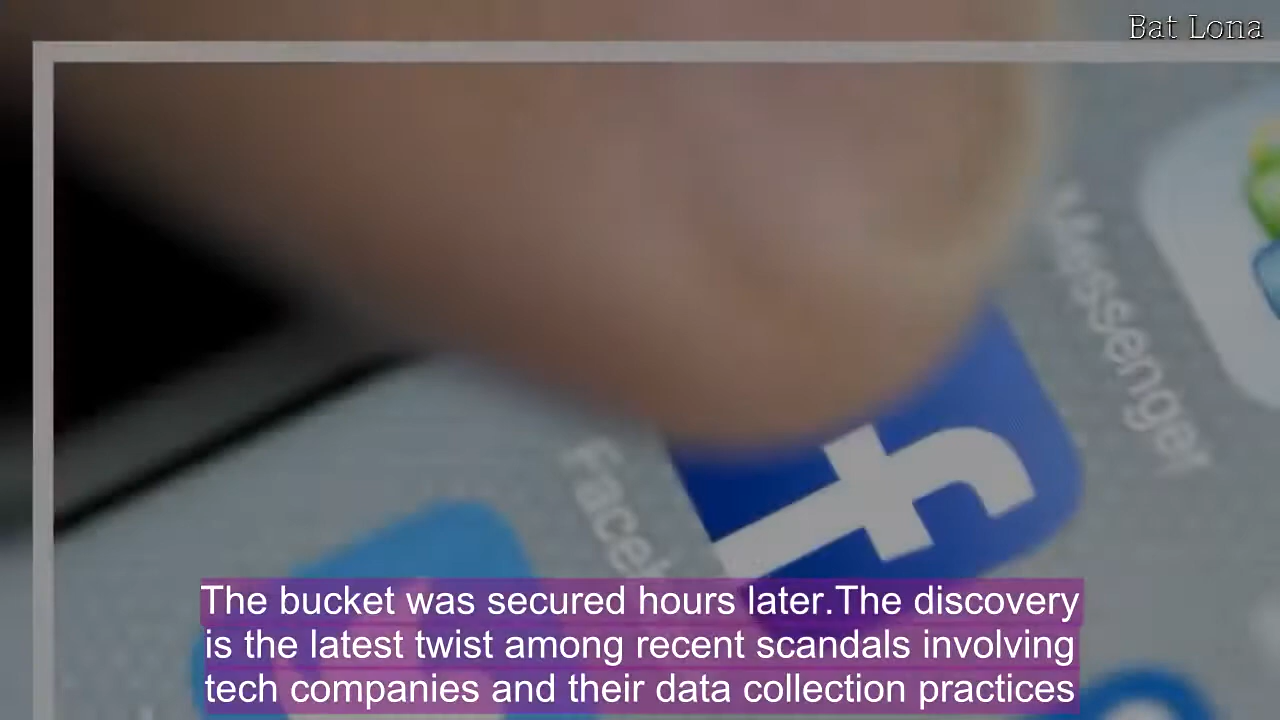 Bat Lona
Messenger
The bucket was secured hours later.The discovery
is the latest twist among recent scandals involving
tech companies and their data collection practices